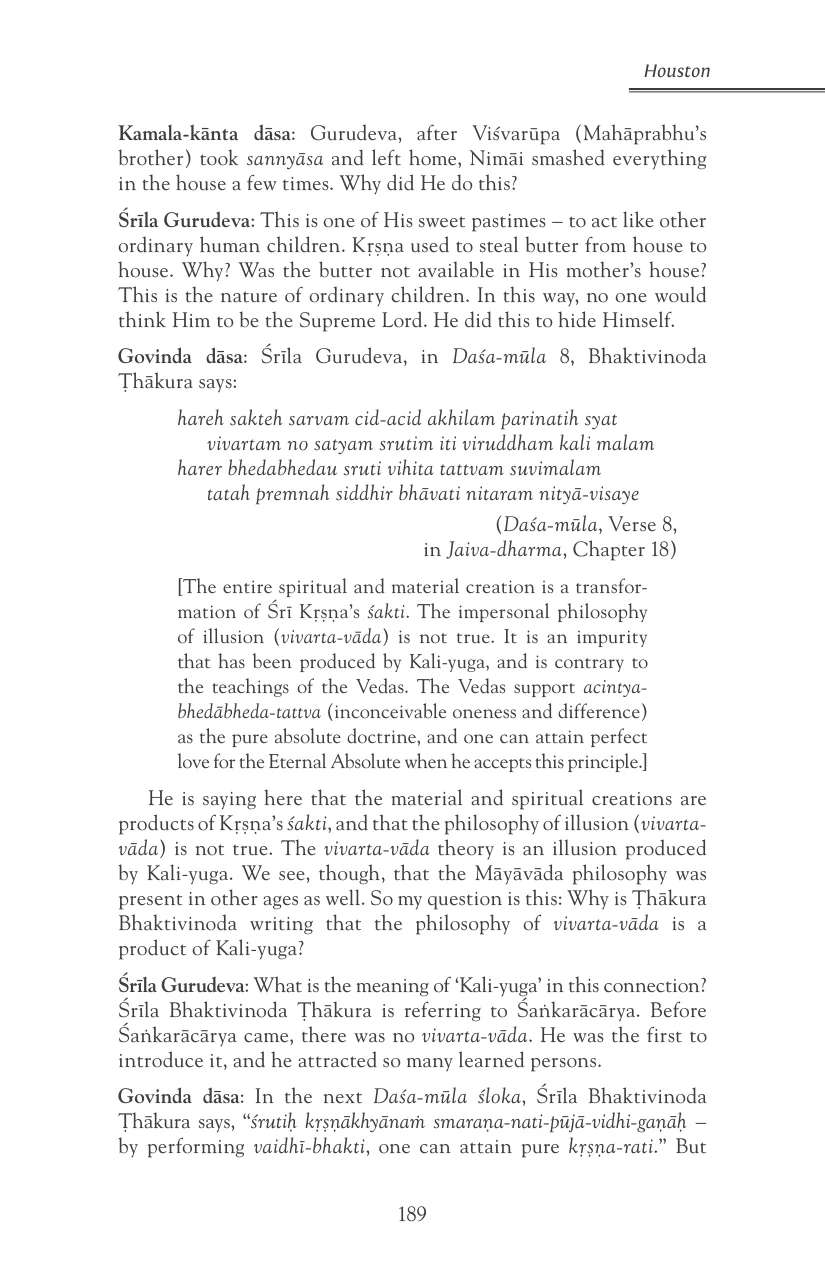 Houston
Kamala-kānta dāsa: Gurudeva, after Viśvarūpa (Mahāprabhu’s
brother) took sannyāsa and left home, Nimāi smashed everything
in the house a few times. Why did He do this?
Śrīla Gurudeva: This is one of His sweet pastimes – to act like other
ordinary human children. Kṛṣṇa used to steal butter from house to
house. Why? Was the butter not available in His mother’s house?
This is the nature of ordinary children. In this way, no one would
think Him to be the Supreme Lord. He did this to hide Himself.
Govinda dāsa: Śrīla Gurudeva, in Daśa-mūla 8, Bhaktivinoda
Ṭhākura says:
hareh sakteh sarvam cid-acid akhilam parinatih syat
vivartam no satyam srutim iti viruddham kali malam
harer bhedabhedau sruti vihita tattvam suvimalam
tatah premnah siddhir bhāvati nitaram nityā-visaye
(Daśa-mūla, Verse 8,
in Jaiva-dharma, Chapter 18)
[The entire spiritual and material creation is a transfor-
mation of Śrī Kṛṣṇa’s śakti. The impersonal philosophy
of illusion (vivarta-vāda) is not true. It is an impurity
that has been produced by Kali-yuga, and is contrary to
the teachings of the Vedas. The Vedas support acintya-
bhedābheda-tattva (inconceivable oneness and difference)
as the pure absolute doctrine, and one can attain perfect
love for the Eternal Absolute when he accepts this principle.]
He is saying here that the material and spiritual creations are
products of Kṛṣṇa’s śakti, and that the philosophy of illusion (vivarta-
vāda) is not true. The vivarta-vāda theory is an illusion produced
by Kali-yuga. We see, though, that the Māyāvāda philosophy was
present in other ages as well. So my question is this: Why is Ṭhākura
Bhaktivinoda writing that the philosophy of vivarta-vāda is a
product of Kali-yuga?
Śrīla Gurudeva: What is the meaning of ‘Kali-yuga’ in this connection?
Śrīla Bhaktivinoda Ṭhākura is referring to Śaṅkarācārya. Before
Śaṅkarācārya came, there was no vivarta-vāda. He was the first to
introduce it, and he attracted so many learned persons.
Govinda dāsa: In the next Daśa-mūla śloka, Śrīla Bhaktivinoda
Ṭhākura says, “śrutiḥ kṛṣṇākhyānaṁ smaraṇa-nati-pūjā-vidhi-gaṇāḥ –
by performing vaidhī-bhakti, one can attain pure kṛṣṇa-rati.” But
189